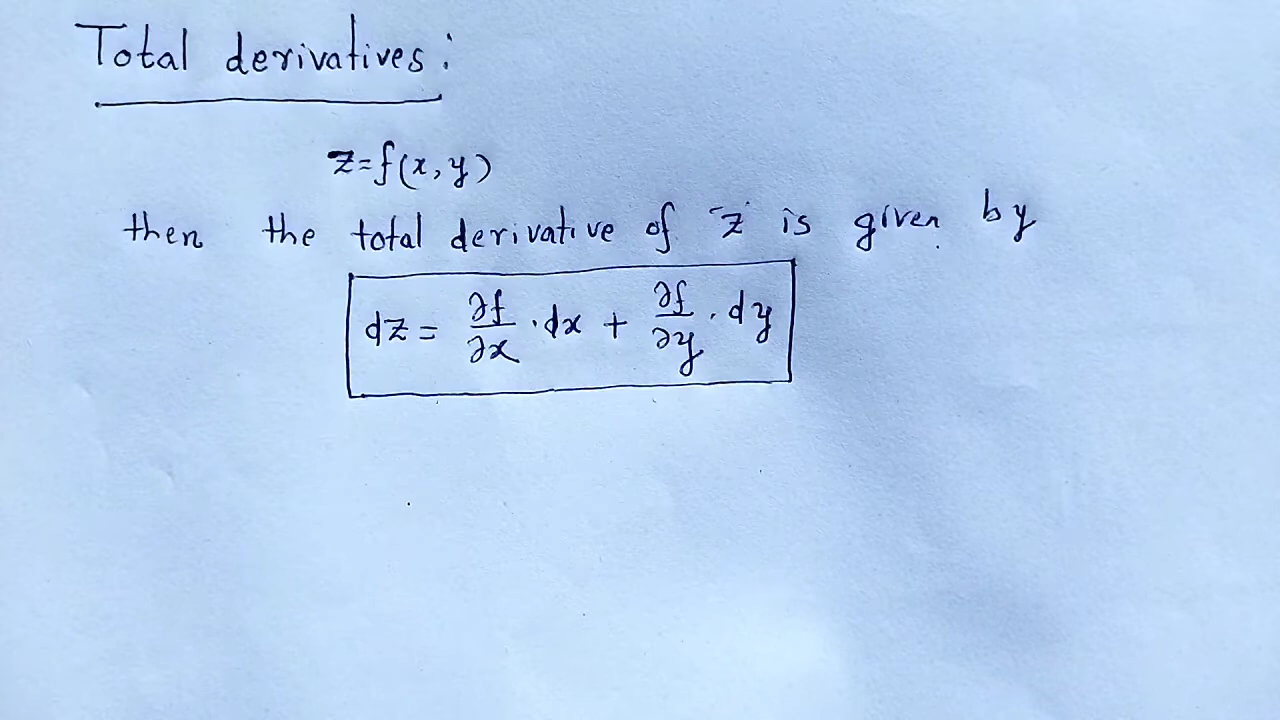 Total derivatives:
z=f(x,y)
then the total derivative of 'z' is given by
dz = ∂f/∂x · dx + ∂f/∂y · dy